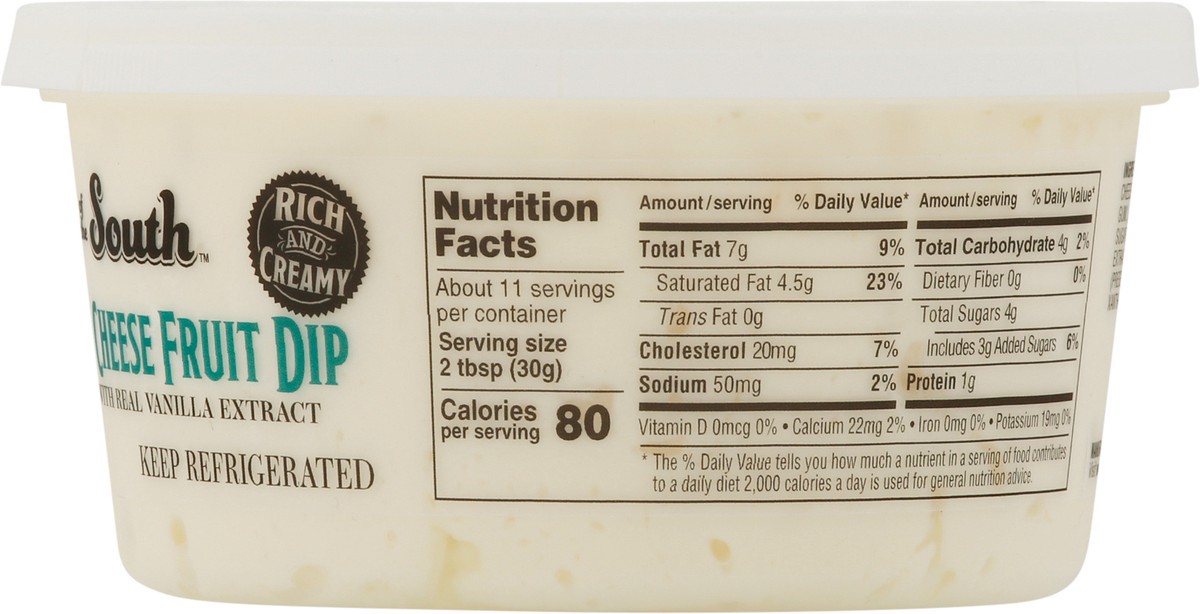 South™
RICH
AND
CREAMY
CHEESE FRUIT DIP
WITH REAL VANILLA EXTRACT
KEEP REFRIGERATED
Nutrition
Facts
About 11 servings
per container
Serving size
2 tbsp (30g)
Calories
per serving 80
Amount/serving % Daily Value*
Total Fat 7g 9%
Saturated Fat 4.5g 23%
Trans Fat 0g
Cholesterol 20mg 7%
Sodium 50mg 2%
Amount/serving % Daily Value*
Total Carbohydrate 4g 2%
Dietary Fiber 0g 0%
Total Sugars 4g
Includes 3g Added Sugars 6%
Protein 1g
Vitamin D 0mcg 0% • Calcium 22mg 2% • Iron 0mg 0% • Potassium 19mg 0%
* The % Daily Value tells you how much a nutrient in a serving of food contributes
to a daily diet 2,000 calories a day is used for general nutrition advice.